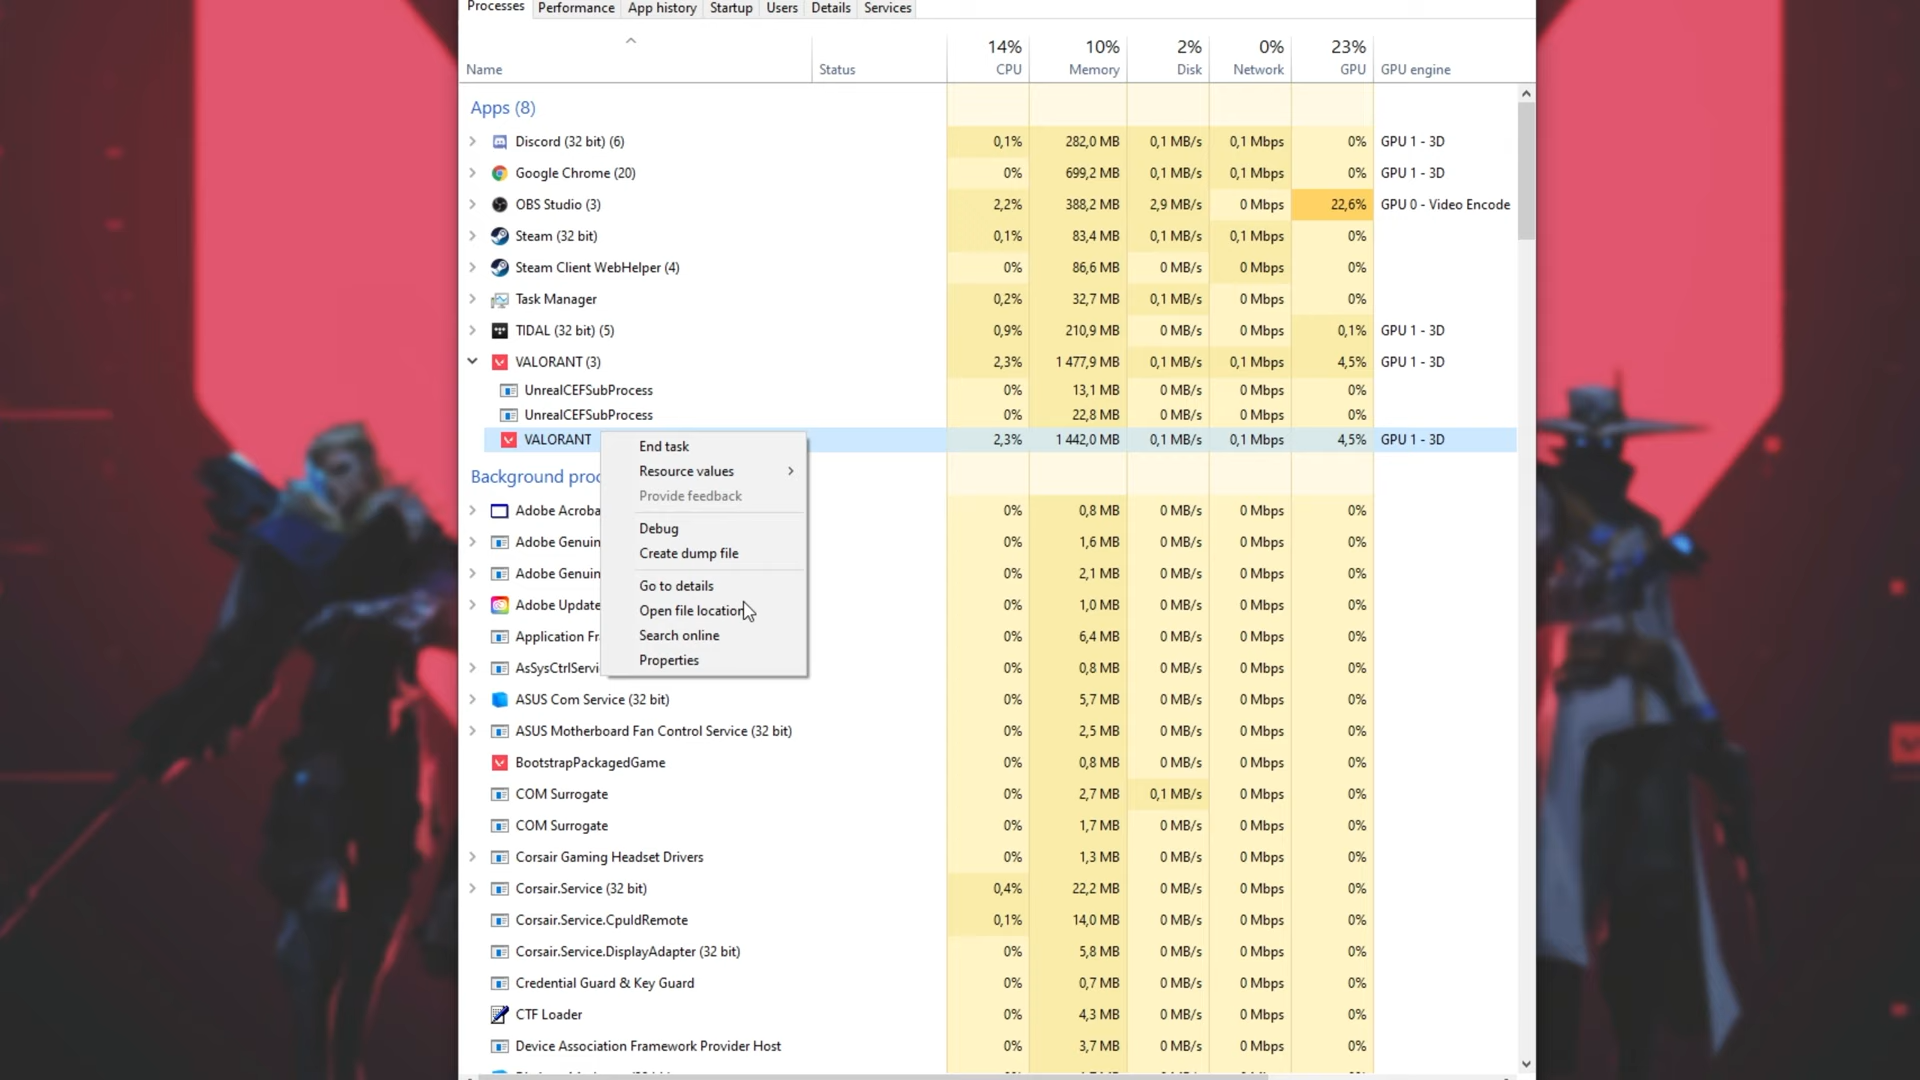 Processes Performance App history Startup Users Details Services
14% 10% 2% 0% 23%
Name Status CPU Memory Disk Network GPU GPU engine
Apps (8)
Discord (32 bit) (6) 0,1% 282,0 MB 0,1 MB/s 0,1 Mbps 0% GPU 1 - 3D
Google Chrome (20) 0% 699,2 MB 0,1 MB/s 0,1 Mbps 0% GPU 1 - 3D
OBS Studio (3) 2,2% 388,2 MB 2,9 MB/s 0 Mbps 22,6% GPU 0 - Video Encode
Steam (32 bit) 0,1% 83,4 MB 0,1 MB/s 0,1 Mbps 0%
Steam Client WebHelper (4) 0% 86,6 MB 0 MB/s 0 Mbps 0%
Task Manager 0,2% 32,7 MB 0,1 MB/s 0 Mbps 0%
TIDAL (32 bit) (5) 0,9% 210,9 MB 0 MB/s 0 Mbps 0,1% GPU 1 - 3D
VALORANT (3) 2,3% 1 477,9 MB 0,1 MB/s 0,1 Mbps 4,5% GPU 1 - 3D
UnrealCEFSubProcess 0% 13,1 MB 0 MB/s 0 Mbps 0%
UnrealCEFSubProcess 0% 22,8 MB 0 MB/s 0 Mbps 0%
VALORANT 2,3% 1 442,0 MB 0,1 MB/s 0,1 Mbps 4,5% GPU 1 - 3D
End task
Resource values
Provide feedback
Debug
Create dump file
Go to details
Open file location
Search online
Properties
Background proc
Adobe Acroba 0% 0,8 MB 0 MB/s 0 Mbps 0%
Adobe Genuin 0% 1,6 MB 0 MB/s 0 Mbps 0%
Adobe Genuin 0% 2,1 MB 0 MB/s 0 Mbps 0%
Adobe Update 0% 1,0 MB 0 MB/s 0 Mbps 0%
Application Fr 0% 6,4 MB 0 MB/s 0 Mbps 0%
AsSysCtrlServi 0% 0,8 MB 0 MB/s 0 Mbps 0%
ASUS Com Service (32 bit) 0% 5,7 MB 0 MB/s 0 Mbps 0%
ASUS Motherboard Fan Control Service (32 bit) 0% 2,5 MB 0 MB/s 0 Mbps 0%
BootstrapPackagedGame 0% 0,8 MB 0 MB/s 0 Mbps 0%
COM Surrogate 0% 2,7 MB 0,1 MB/s 0 Mbps 0%
COM Surrogate 0% 1,7 MB 0 MB/s 0 Mbps 0%
Corsair Gaming Headset Drivers 0% 1,3 MB 0 MB/s 0 Mbps 0%
Corsair.Service (32 bit) 0,4% 22,2 MB 0 MB/s 0 Mbps 0%
Corsair.Service.CpuIdRemote 0,1% 14,0 MB 0 MB/s 0 Mbps 0%
Corsair.Service.DisplayAdapter (32 bit) 0% 5,8 MB 0 MB/s 0 Mbps 0%
Credential Guard & Key Guard 0% 0,7 MB 0 MB/s 0 Mbps 0%
CTF Loader 0% 4,3 MB 0 MB/s 0 Mbps 0%
Device Association Framework Provider Host 0% 3,7 MB 0 MB/s 0 Mbps 0%